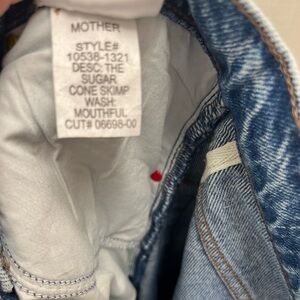 MOTHER
STYLE#
10538-1321
DESC: THE
SUGAR
CONE SKIMP
WASH:
MOUTHFUL
CUT# 06698-00